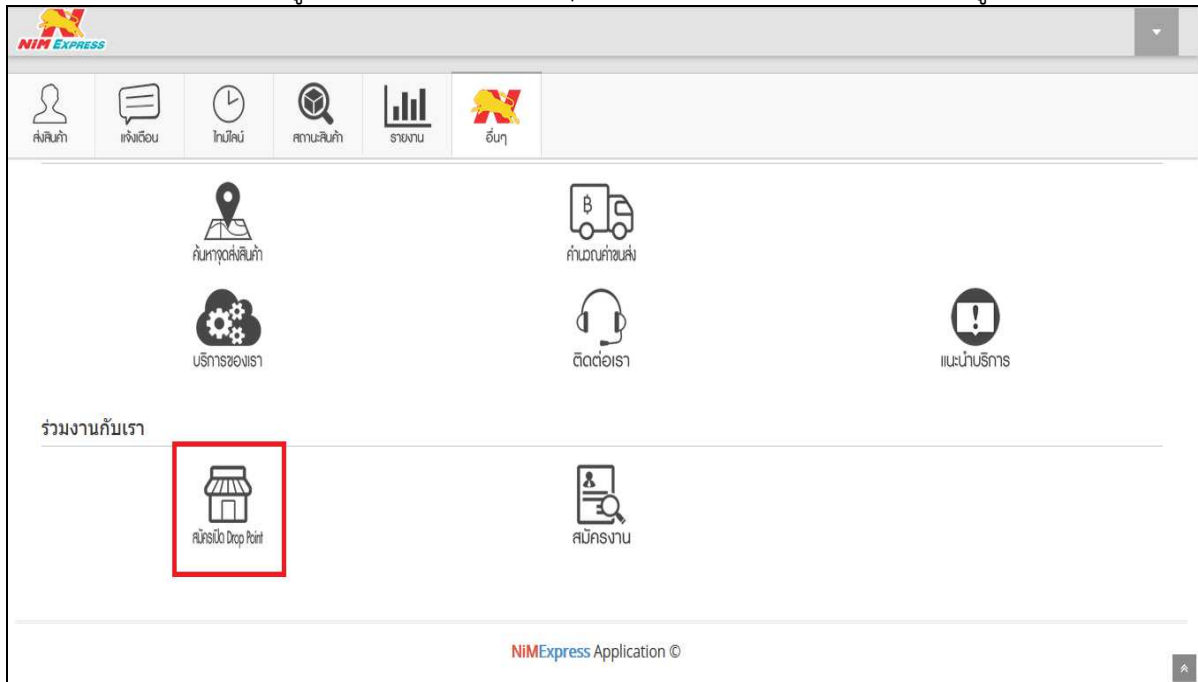 NiM EXPRESS
ส่งสินค้า
แจ้งเตือน
ไทม์ไลน์
สถานะสินค้า
รายงาน
อื่นๆ
ค้นหาจุดส่งสินค้า
คำนวณค่าขนส่ง
บริการของเรา
ติดต่อเรา
แนะนำบริการ
ร่วมงานกับเรา
สมัครเปิด Drop Point
สมัครงาน
NiMExpress Application ©